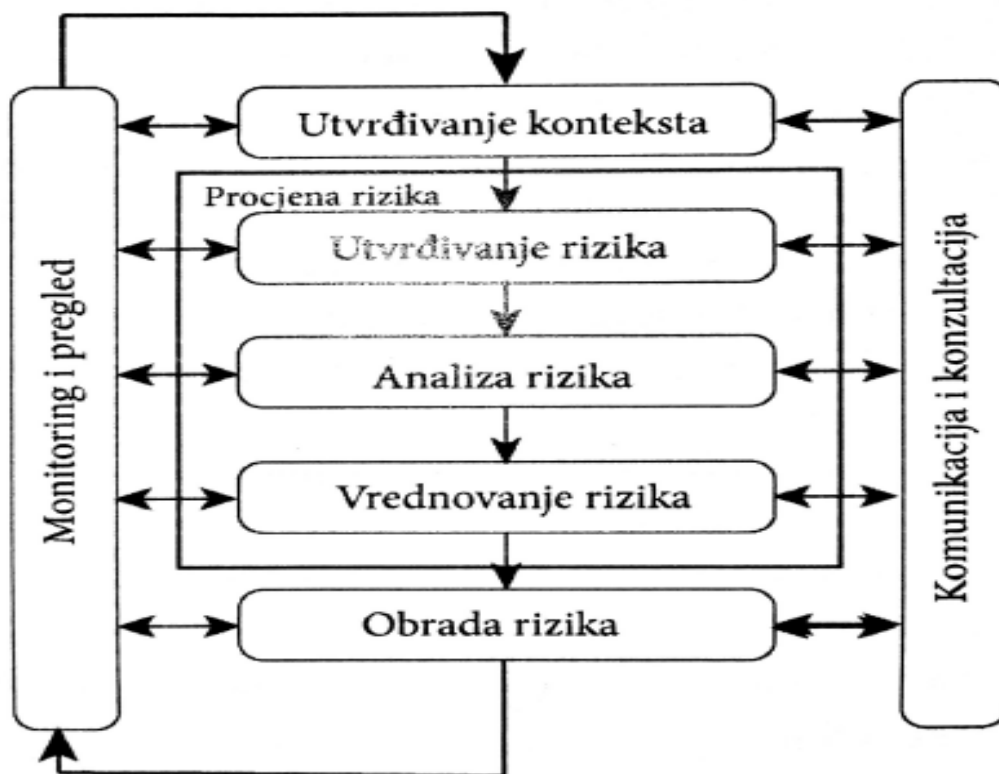 Utvrđivanje konteksta
Procjena rizika
Utvrđivanje rizika
Analiza rizika
Vrednovanje rizika
Obrada rizika
Monitoring i pregled
Komunikacija i konzultacija